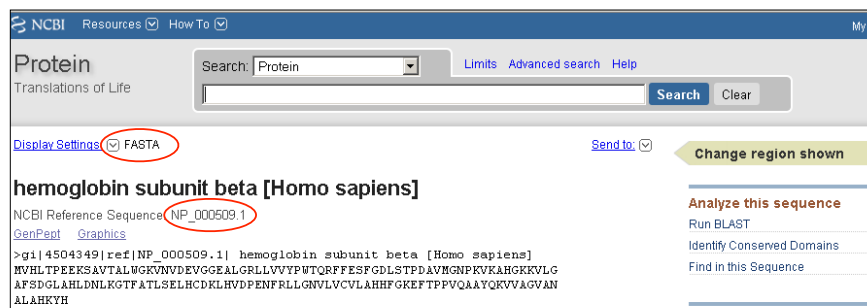 NCBI Resources How To My
Protein
Translations of Life
Search: Protein
Limits Advanced search Help
Search Clear
Display Settings: FASTA
Send to:
Change region shown
hemoglobin subunit beta [Homo sapiens]
NCBI Reference Sequence: NP_000509.1
GenPept Graphics
>gi|4504349|ref|NP_000509.1| hemoglobin subunit beta [Homo sapiens]
MVHLTPEEKSAVTALWGKVNVDEVGGEALGRLLVVYPWTQRFFESFGDLSTPDAVMGNPKVKAHGKKVLG
AFSDGLAHLDNLKGTFATLSELHCDKLHVDPENFRLLGNVLVCVLAHHFGKEFTPPVQAAYQKVVAGVAN
ALAHKYH
Analyze this sequence
Run BLAST
Identify Conserved Domains
Find in this Sequence